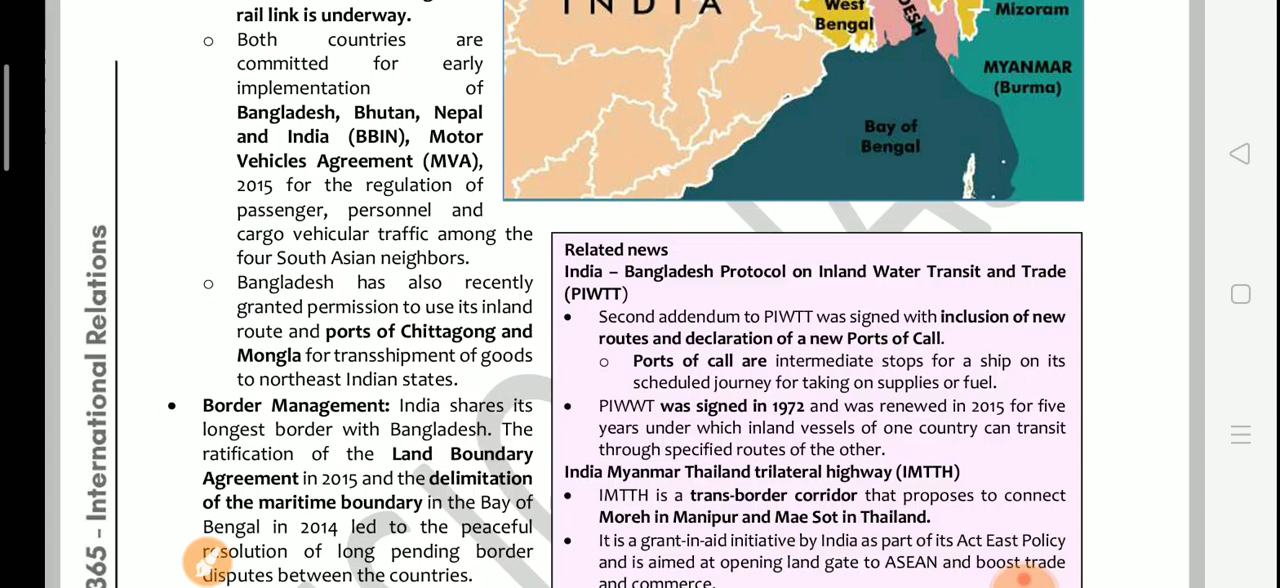 rail link is underway.
o Both countries are
committed for early
implementation of
Bangladesh, Bhutan, Nepal
and India (BBIN), Motor
Vehicles Agreement (MVA),
2015 for the regulation of
passenger, personnel and
cargo vehicular traffic among the
four South Asian neighbors.
o Bangladesh has also recently
granted permission to use its inland
route and ports of Chittagong and
Mongla for transshipment of goods
to northeast Indian states.
• Border Management: India shares its
longest border with Bangladesh. The
ratification of the Land Boundary
Agreement in 2015 and the delimitation
of the maritime boundary in the Bay of
Bengal in 2014 led to the peaceful
resolution of long pending border
disputes between the countries.
INDIA
West
Bengal
Mizoram
MYANMAR
(Burma)
Bay of
Bengal
Related news
India – Bangladesh Protocol on Inland Water Transit and Trade
(PIWTT)
• Second addendum to PIWTT was signed with inclusion of new
routes and declaration of a new Ports of Call.
o Ports of call are intermediate stops for a ship on its
scheduled journey for taking on supplies or fuel.
• PIWWT was signed in 1972 and was renewed in 2015 for five
years under which inland vessels of one country can transit
through specified routes of the other.
India Myanmar Thailand trilateral highway (IMTTH)
• IMTTH is a trans-border corridor that proposes to connect
Moreh in Manipur and Mae Sot in Thailand.
• It is a grant-in-aid initiative by India as part of its Act East Policy
and is aimed at opening land gate to ASEAN and boost trade
and commerce.
365 – International Relations